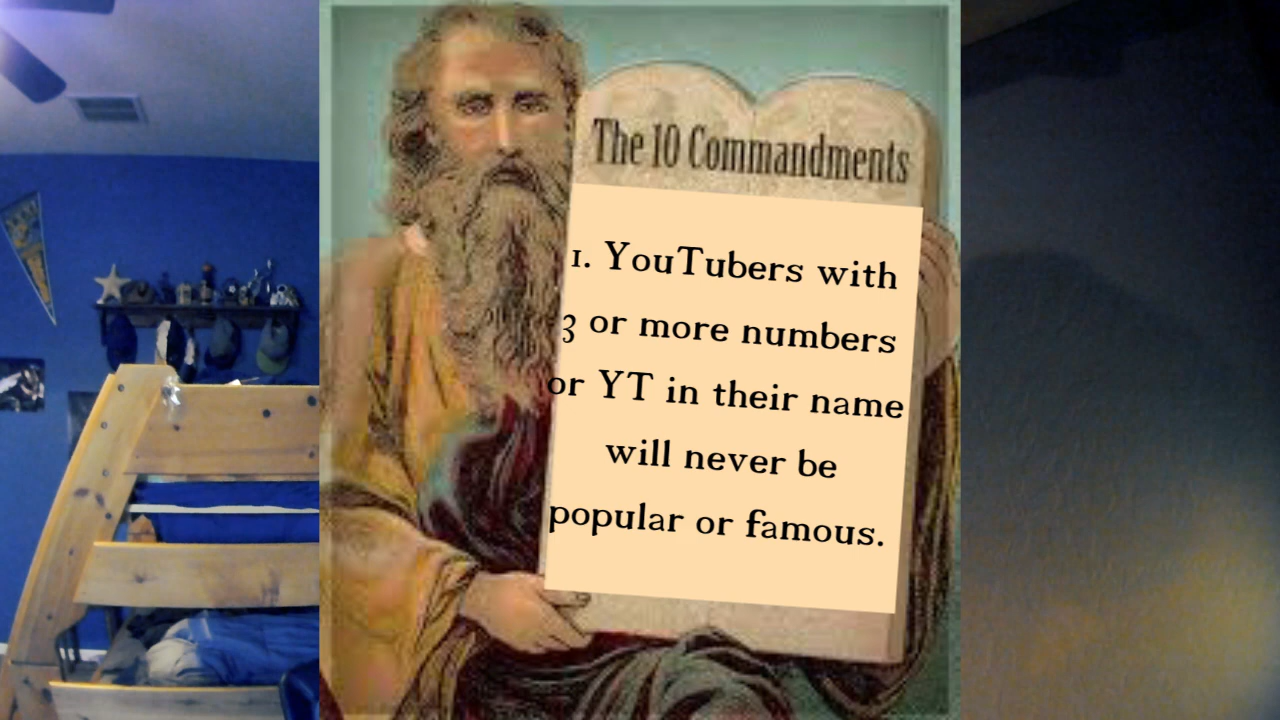 The 10 Commandments
1. YouTubers with
3 or more numbers
or YT in their name
will never be
popular or famous.